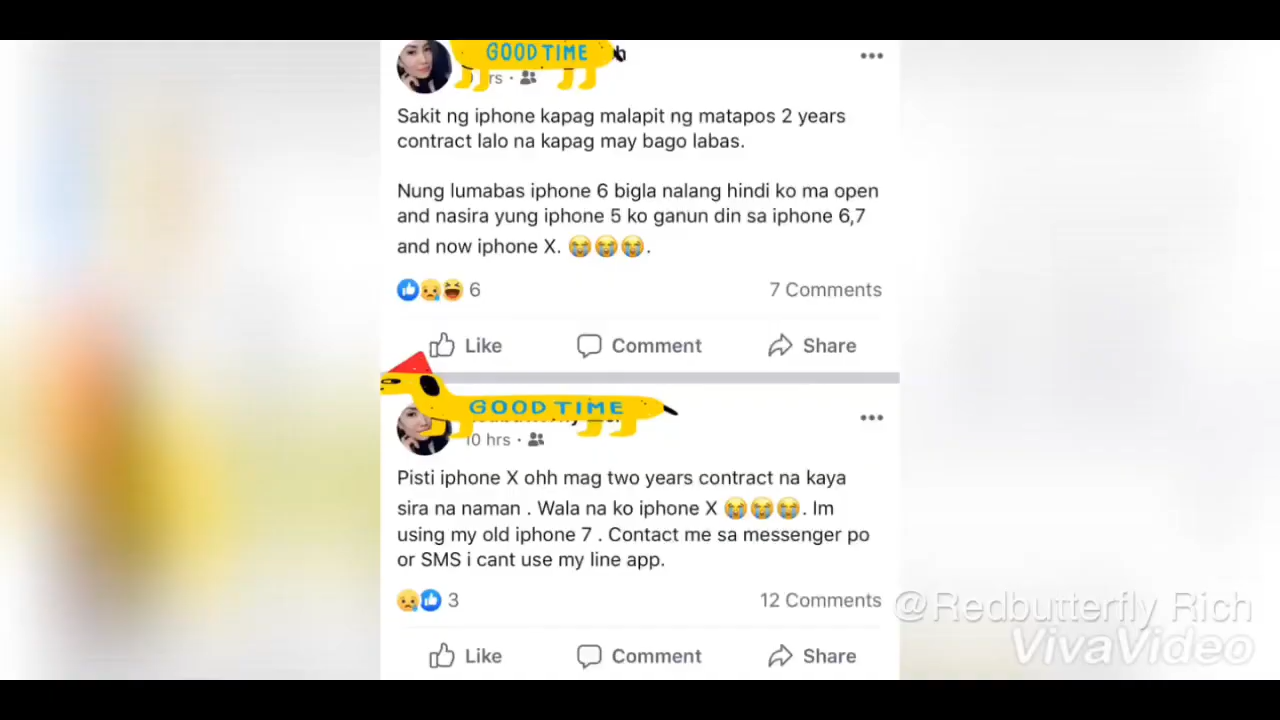 GOOD TIME
rs ·
Sakit ng iphone kapag malapit ng matapos 2 years
contract lalo na kapag may bago labas.
Nung lumabas iphone 6 bigla nalang hindi ko ma open
and nasira yung iphone 5 ko ganun din sa iphone 6,7
and now iphone X. 😭😭😭.
6
7 Comments
Like
Comment
Share
GOOD TIME
10 hrs ·
Pisti iphone X ohh mag two years contract na kaya
sira na naman . Wala na ko iphone X 😭😭😭. Im
using my old iphone 7 . Contact me sa messenger po
or SMS i cant use my line app.
3
12 Comments
@Redbutterfly Rich
VivaVideo
Like
Comment
Share